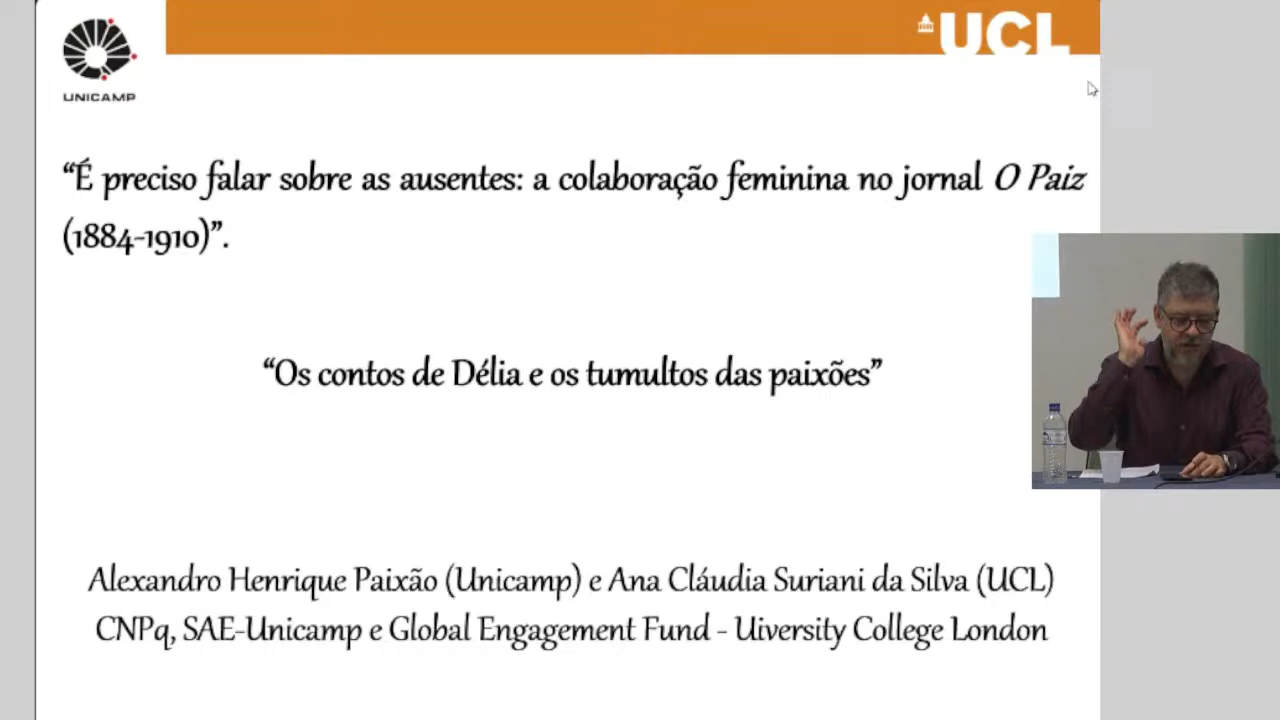 UNICAMP
UCL
“É preciso falar sobre as ausentes: a colaboração feminina no jornal O Paiz
(1884-1910)”.
“Os contos de Délia e os tumultos das paixões”
Alexandro Henrique Paixão (Unicamp) e Ana Cláudia Suriani da Silva (UCL)
CNPq, SAE-Unicamp e Global Engagement Fund - Uiversity College London